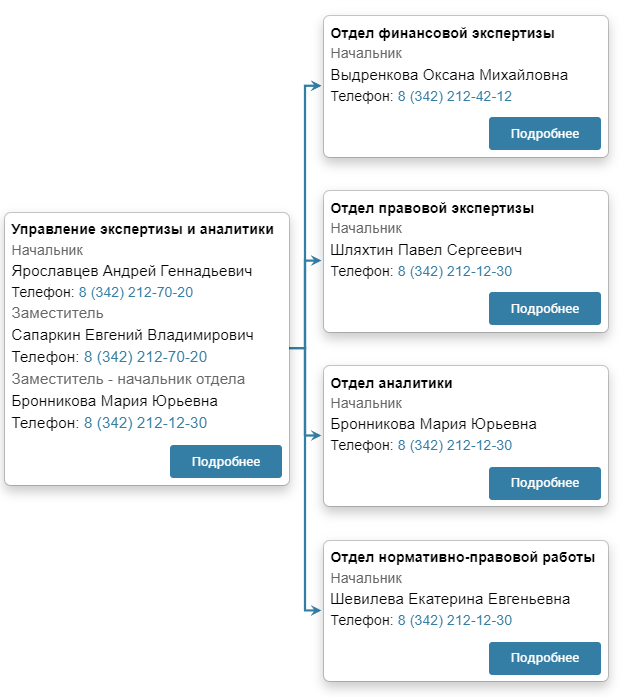 Управление экспертизы и аналитики
Начальник
Ярославцев Андрей Геннадьевич
Телефон: 8 (342) 212-70-20
Заместитель
Сапаркин Евгений Владимирович
Телефон: 8 (342) 212-70-20
Заместитель - начальник отдела
Бронникова Мария Юрьевна
Телефон: 8 (342) 212-12-30
Подробнее
Отдел финансовой экспертизы
Начальник
Выдренкова Оксана Михайловна
Телефон: 8 (342) 212-42-12
Подробнее
Отдел правовой экспертизы
Начальник
Шляхтин Павел Сергеевич
Телефон: 8 (342) 212-12-30
Подробнее
Отдел аналитики
Начальник
Бронникова Мария Юрьевна
Телефон: 8 (342) 212-12-30
Подробнее
Отдел нормативно-правовой работы
Начальник
Шевилева Екатерина Евгеньевна
Телефон: 8 (342) 212-12-30
Подробнее